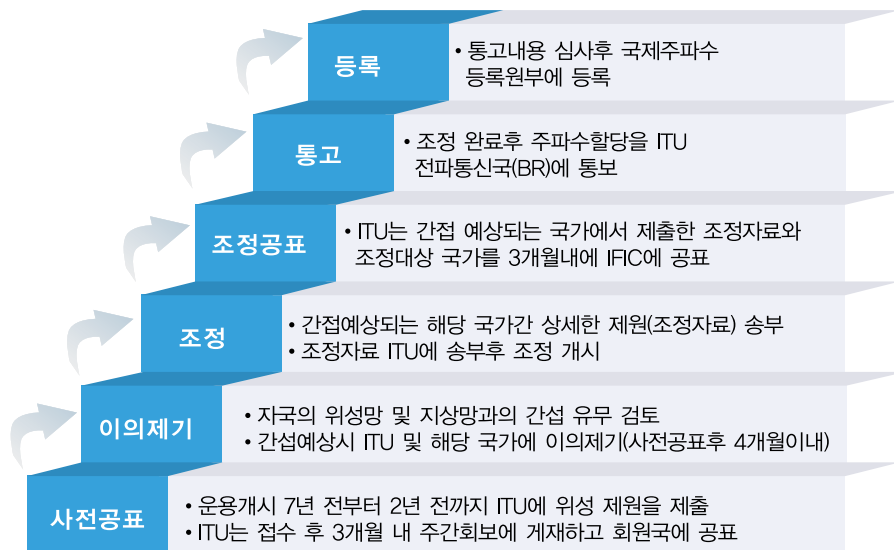 등록
• 통고내용 심사후 국제주파수
등록원부에 등록
통고
• 조정 완료후 주파수할당을 ITU
전파통신국(BR)에 통보
조정공표
• ITU는 간접 예상되는 국가에서 제출한 조정자료와
조정대상 국가를 3개월내에 IFIC에 공표
조정
• 간접예상되는 해당 국가간 상세한 제원(조정자료) 송부
• 조정자료 ITU에 송부후 조정 개시
이의제기
• 자국의 위성망 및 지상망과의 간섭 유무 검토
• 간섭예상시 ITU 및 해당 국가에 이의제기(사전공표후 4개월이내)
사전공표
• 운용개시 7년 전부터 2년 전까지 ITU에 위성 제원을 제출
• ITU는 접수 후 3개월 내 주간회보에 게재하고 회원국에 공표